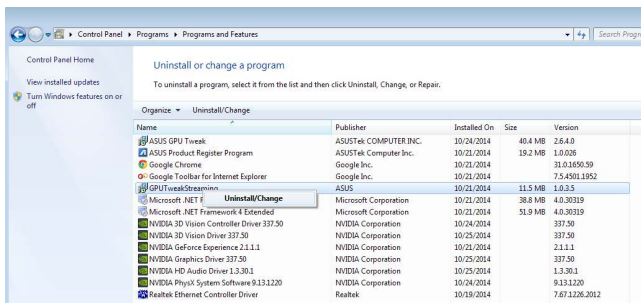 Control Panel ▸ Programs ▸ Programs and Features
Search Progr
Control Panel Home
View installed updates
Turn Windows features on or
off
Uninstall or change a program
To uninstall a program, select it from the list and then click Uninstall, Change, or Repair.
Organize Uninstall/Change
Name Publisher Installed On Size Version
ASUS GPU Tweak ASUSTek COMPUTER INC. 10/24/2014 40.4 MB 2.6.4.0
ASUS Product Register Program ASUSTek Computer Inc. 10/21/2014 19.2 MB 1.0.026
Google Chrome Google Inc. 10/21/2014 31.0.1650.59
Google Toolbar for Internet Explorer Google Inc. 10/21/2014 7.5.4501.1952
GPUTweakStreaming ASUS 10/21/2014 11.5 MB 1.0.3.5
Uninstall/Change
Microsoft .NET F Microsoft Corporation 10/21/2014 38.8 MB 4.0.30319
Microsoft .NET Framework 4 Extended Microsoft Corporation 10/21/2014 51.9 MB 4.0.30319
NVIDIA 3D Vision Controller Driver 337.50 NVIDIA Corporation 10/24/2014 337.50
NVIDIA 3D Vision Driver 337.50 NVIDIA Corporation 10/25/2014 337.50
NVIDIA GeForce Experience 2.1.1.1 NVIDIA Corporation 10/21/2014 2.1.1.1
NVIDIA Graphics Driver 337.50 NVIDIA Corporation 10/25/2014 337.50
NVIDIA HD Audio Driver 1.3.30.1 NVIDIA Corporation 10/25/2014 1.3.30.1
NVIDIA PhysX System Software 9.13.1220 NVIDIA Corporation 10/24/2014 9.13.1220
Realtek Ethernet Controller Driver Realtek 10/19/2014 7.67.1226.2012